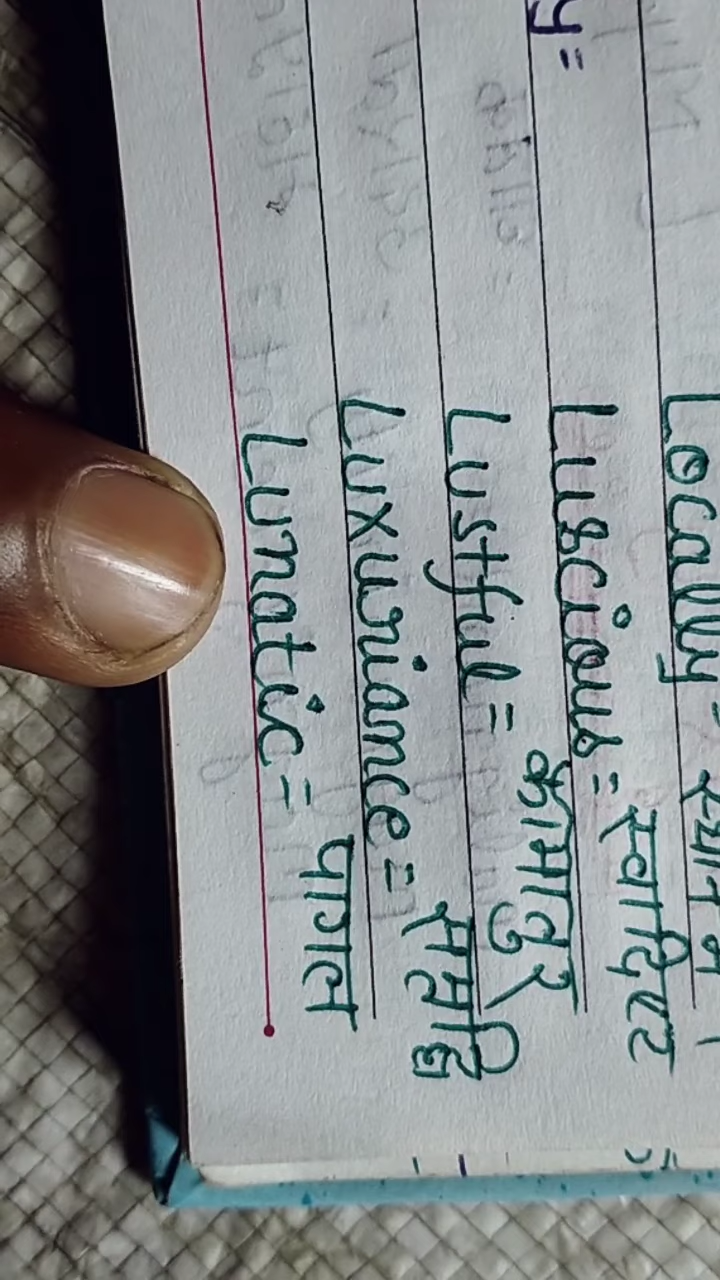 Locally =
Luscious = स्वादिष्ट
Lustful = कामातुर
Luxuriance = समृद्धि
Lunatic = पागल